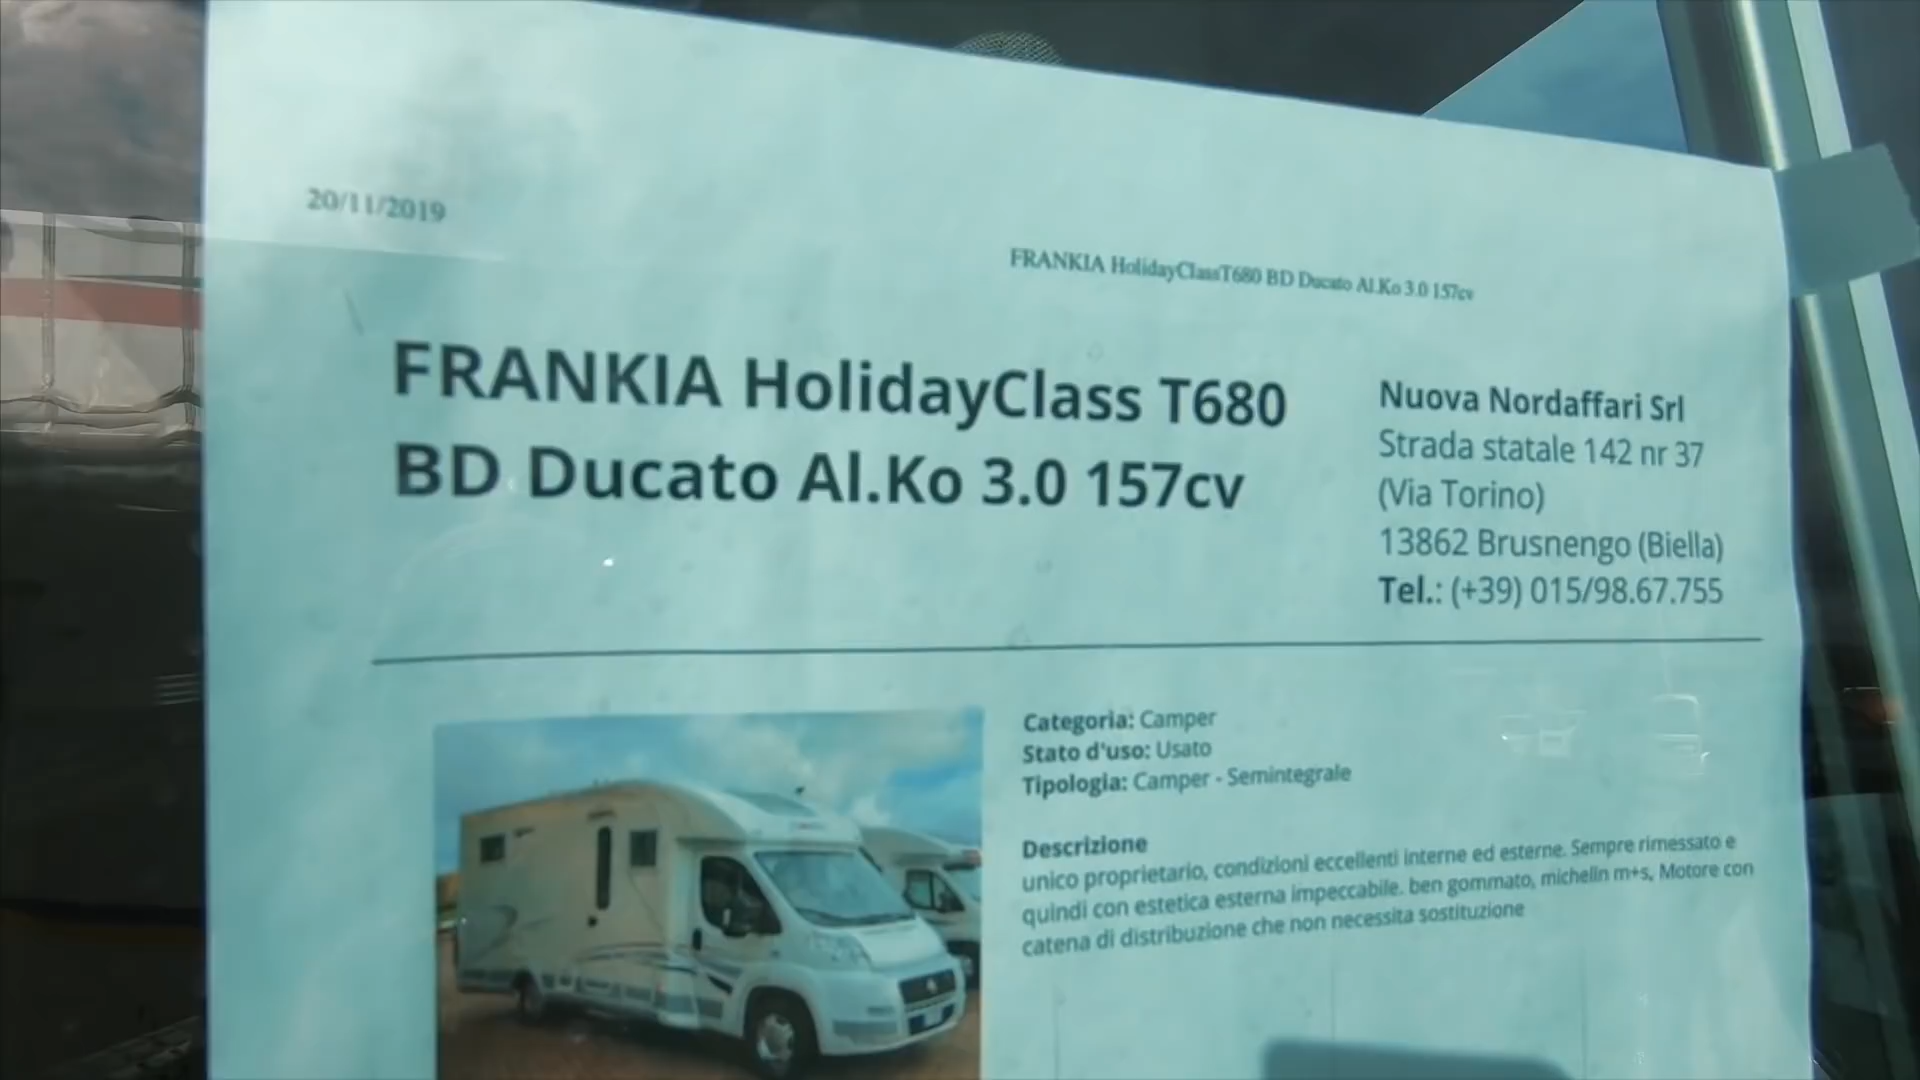 20/11/2019
FRANKIA HolidayClassT680 BD Ducato Al.Ko 3.0 157cv
FRANKIA HolidayClass T680
BD Ducato Al.Ko 3.0 157cv
Nuova Nordaffari Srl
Strada statale 142 nr 37
(Via Torino)
13862 Brusnengo (Biella)
Tel.: (+39) 015/98.67.755
Categoria: Camper
Stato d'uso: Usato
Tipologia: Camper - Semintegrale
Descrizione
unico proprietario, condizioni eccellenti interne ed esterne. Sempre rimessato e
quindi con estetica esterna impeccabile. ben gommato, michelin m+s, Motore con
catena di distribuzione che non necessita sostituzione